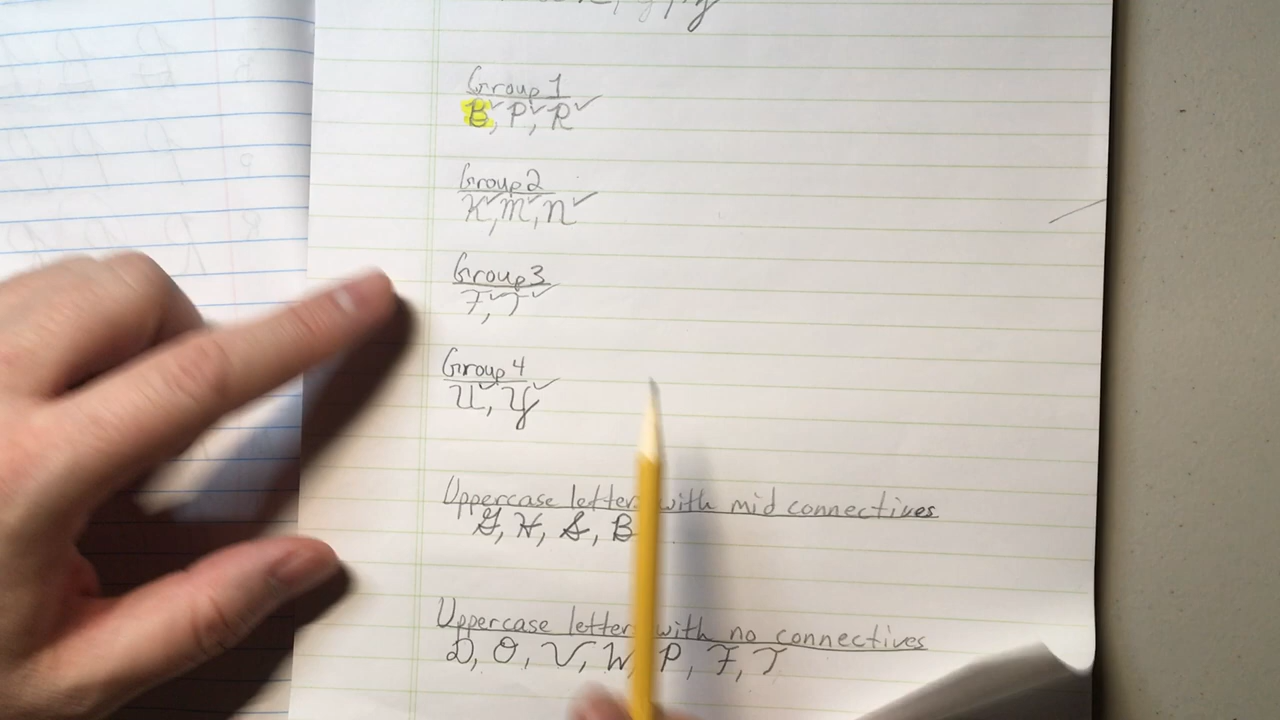 Group 1
B, P, R
Group 2
K, M, N
Group 3
F, T
Group 4
U, Y
Uppercase letters with mid connectives
G, H, S, B
Uppercase letters with no connectives
D, O, V, W, P, F, T